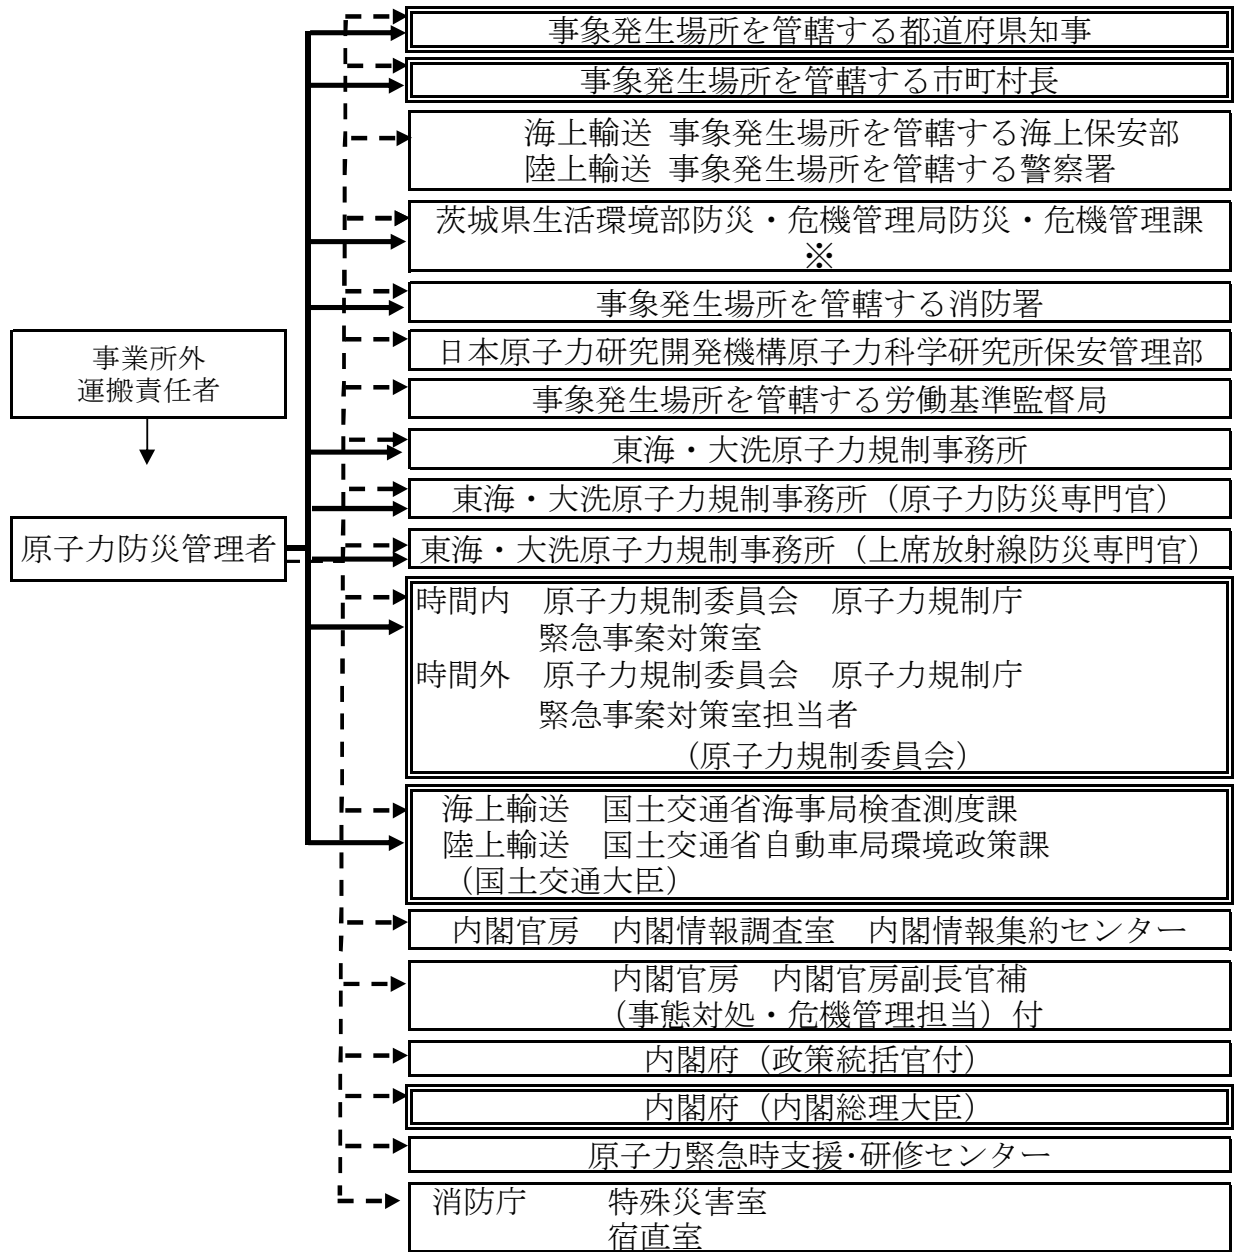 事象発生場所を管轄する都道府県知事
事象発生場所を管轄する市町村長
海上輸送 事象発生場所を管轄する海上保安部
陸上輸送 事象発生場所を管轄する警察署
茨城県生活環境部防災・危機管理局防災・危機管理課
※
事象発生場所を管轄する消防署
事業所外
運搬責任者
日本原子力研究開発機構原子力科学研究所保安管理部
事象発生場所を管轄する労働基準監督局
東海・大洗原子力規制事務所
東海・大洗原子力規制事務所（原子力防災専門官）
原子力防災管理者
東海・大洗原子力規制事務所（上席放射線防災専門官）
時間内　原子力規制委員会　原子力規制庁
緊急事案対策室
時間外　原子力規制委員会　原子力規制庁
緊急事案対策室担当者
（原子力規制委員会）
海上輸送　国土交通省海事局検査測度課
陸上輸送　国土交通省自動車局環境政策課
（国土交通大臣）
内閣官房　内閣情報調査室　内閣情報集約センター
内閣官房　内閣官房副長官補
（事態対処・危機管理担当）付
内閣府（政策統括官付）
内閣府（内閣総理大臣）
原子力緊急時支援･研修センター
消防庁　特殊災害室
宿直室